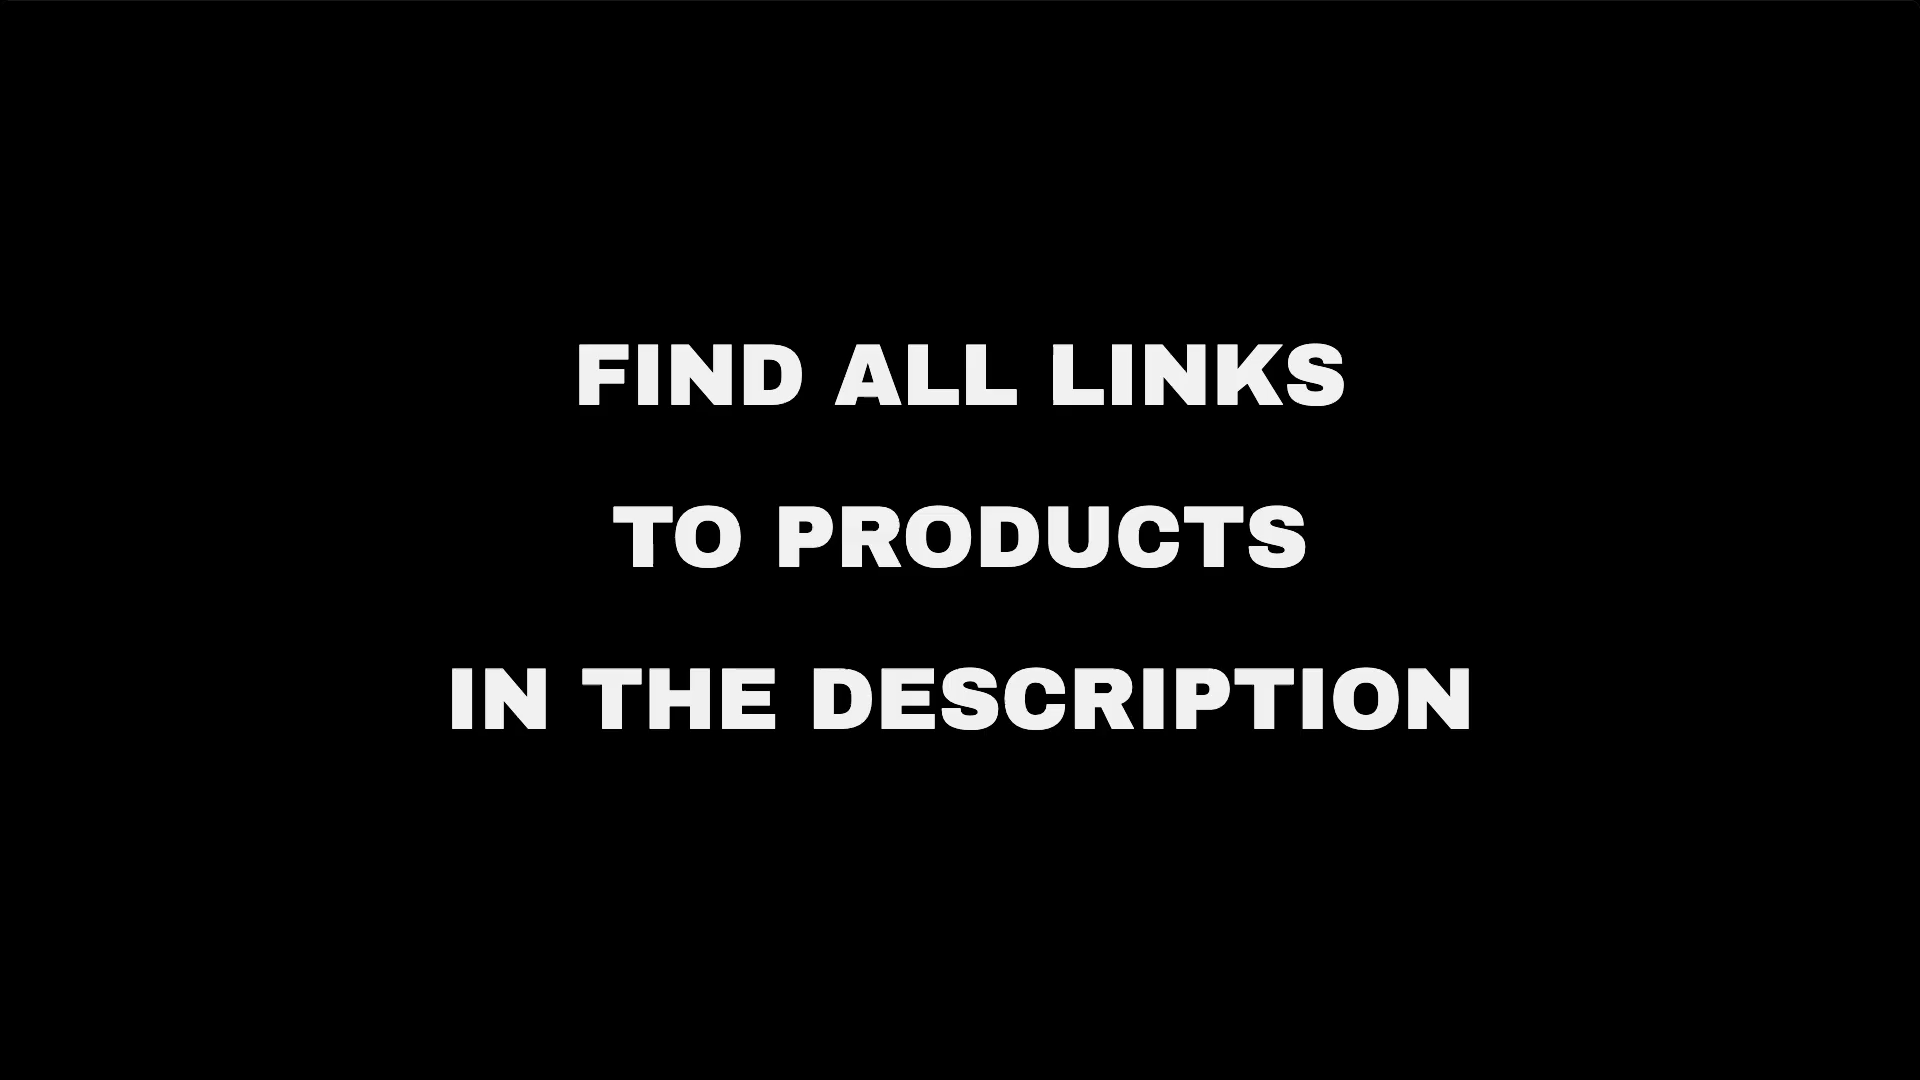 FIND ALL LINKS
TO PRODUCTS
IN THE DESCRIPTION